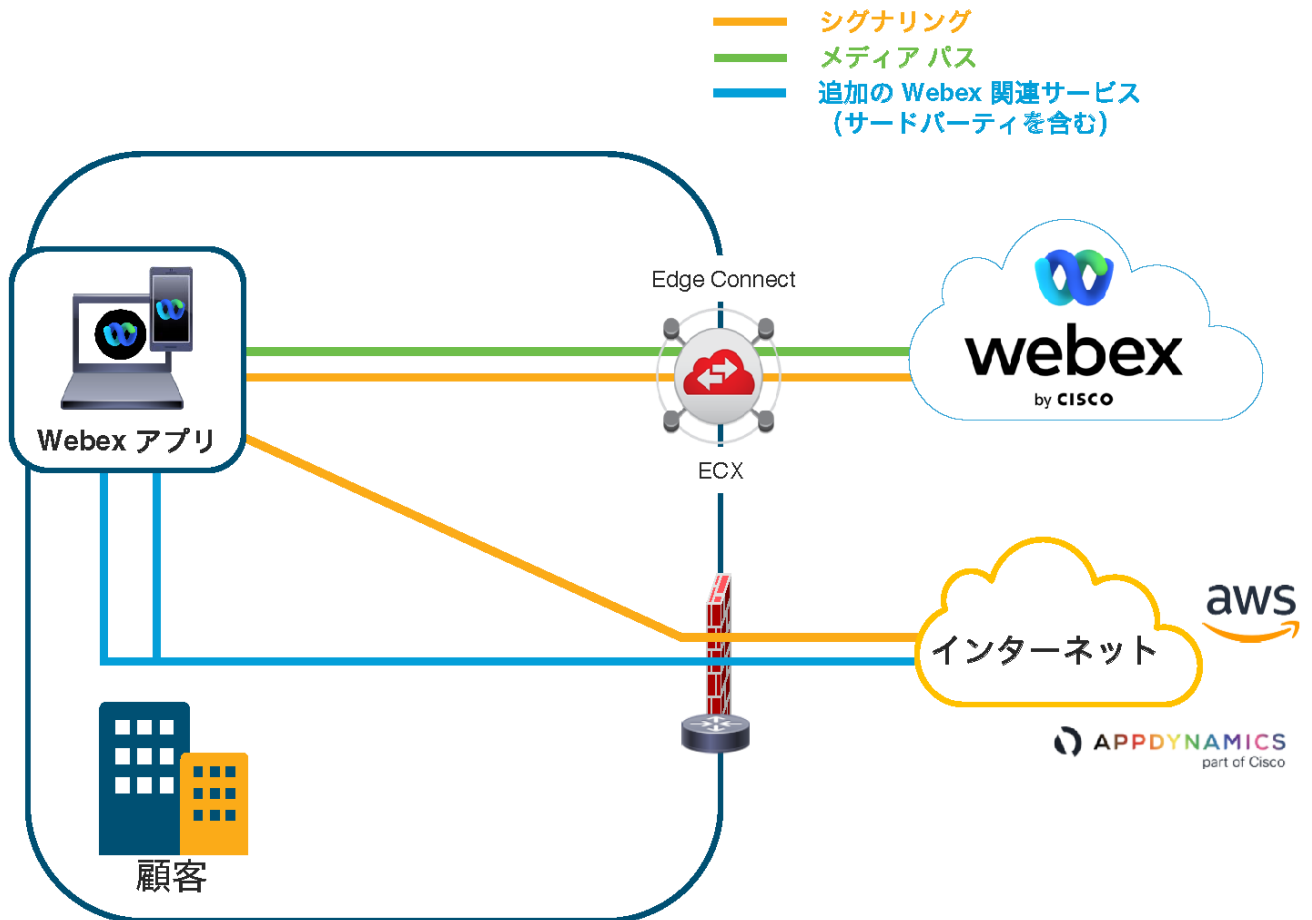 シグナリング
メディア パス
追加の Webex 関連サービス
(サードパーティを含む)
Edge Connect
webex
by CISCO
Webex アプリ
ECX
aws
インターネット
APPDYNAMICS
part of Cisco
顧客